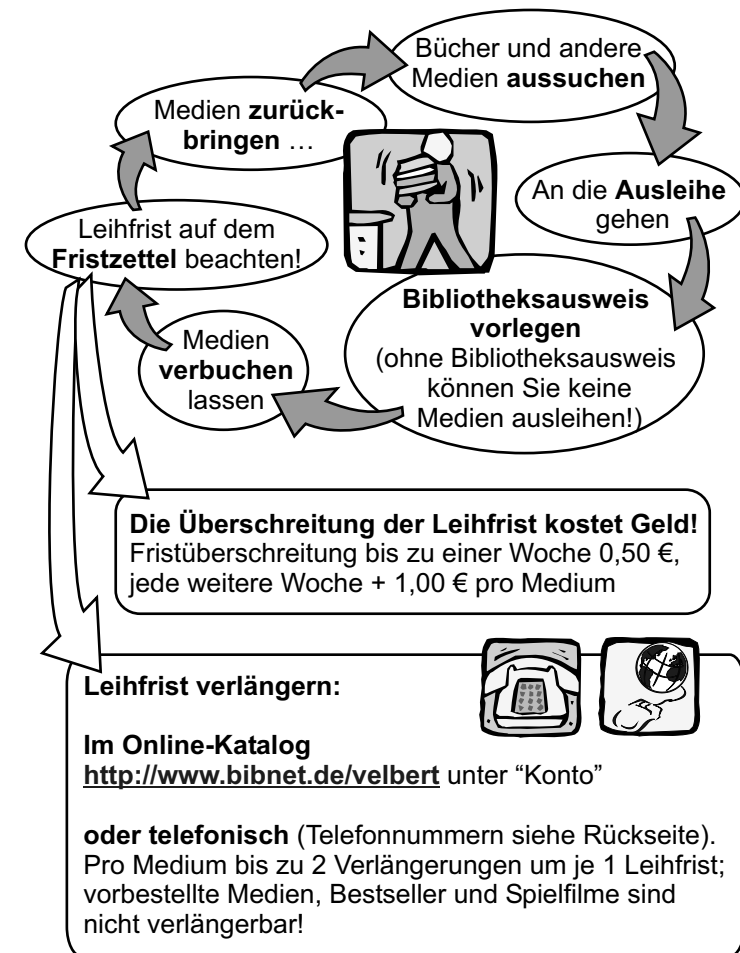 Bücher und andere
Medien aussuchen
An die Ausleihe
gehen
Bibliotheksausweis
vorlegen
(ohne Bibliotheksausweis
können Sie keine
Medien ausleihen!)
Medien
verbuchen
lassen
Leihfrist auf dem
Fristzettel beachten!
Medien zurück-
bringen …
Die Überschreitung der Leihfrist kostet Geld!
Fristüberschreitung bis zu einer Woche 0,50 €,
jede weitere Woche + 1,00 € pro Medium
Leihfrist verlängern:
Im Online-Katalog
http://www.bibnet.de/velbert unter “Konto”
oder telefonisch (Telefonnummern siehe Rückseite).
Pro Medium bis zu 2 Verlängerungen um je 1 Leihfrist;
vorbestellte Medien, Bestseller und Spielfilme sind
nicht verlängerbar!